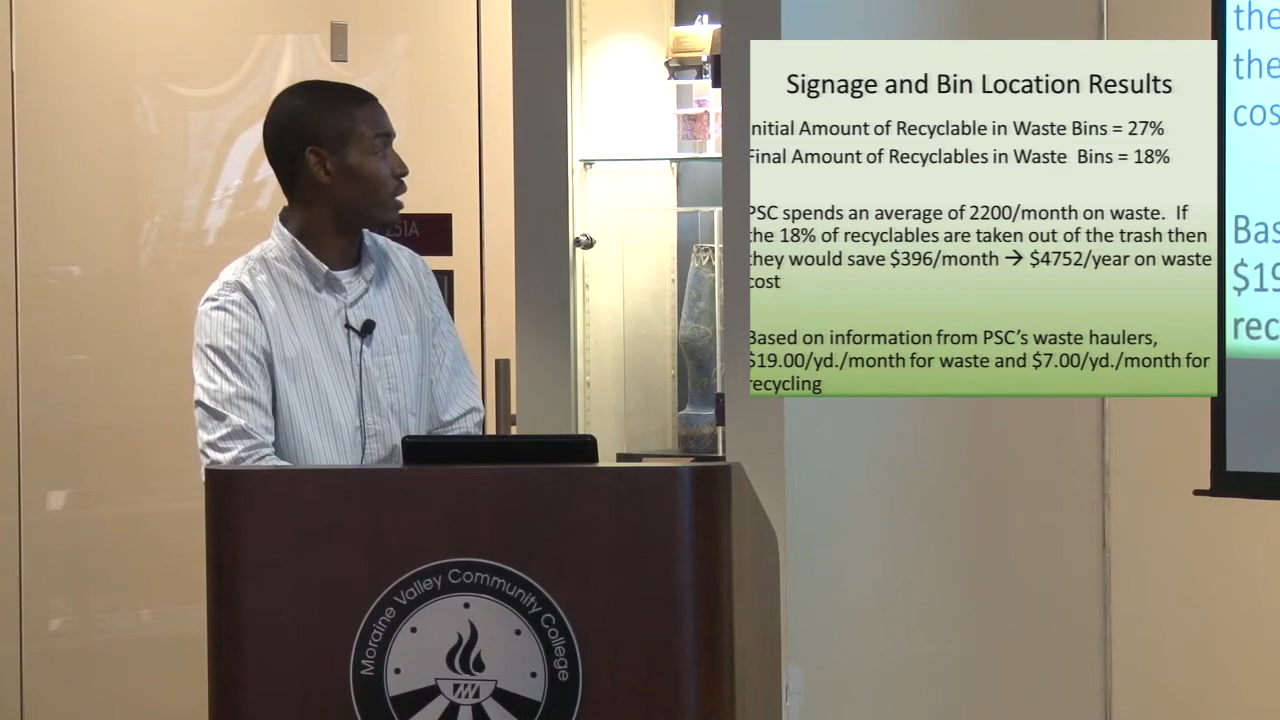 Signage and Bin Location Results
nitial Amount of Recyclable in Waste Bins = 27%
Final Amount of Recyclables in Waste Bins = 18%
PSC spends an average of 2200/month on waste. If
the 18% of recyclables are taken out of the trash then
they would save $396/month → $4752/year on waste
cost
Based on information from PSC's waste haulers,
$19.00/yd./month for waste and $7.00/yd./month for
recycling
the
the
cos
Bas
$19
rec
231A
Moraine Valley Community College